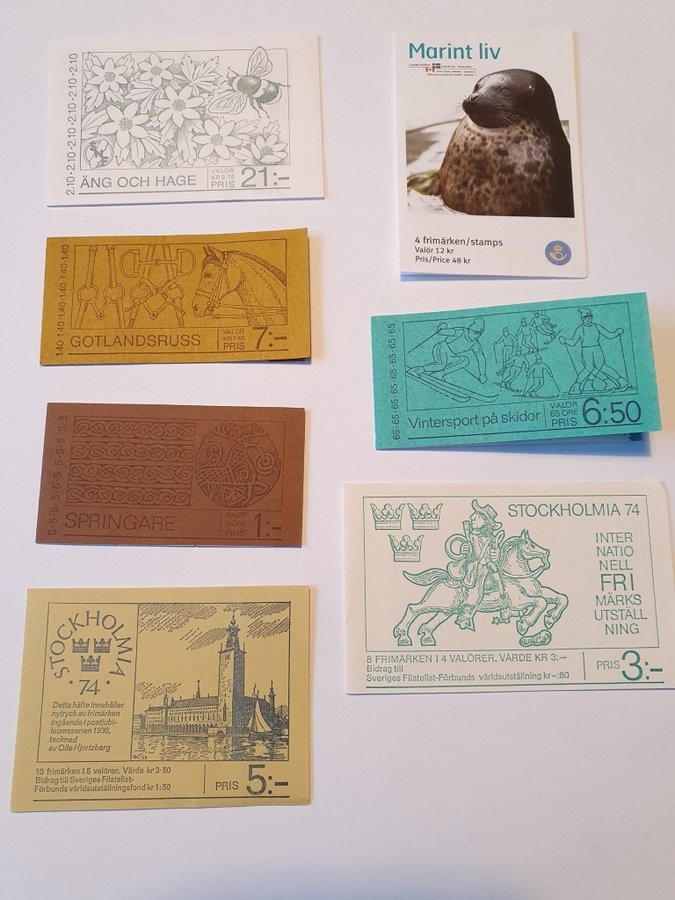 2.10·2.10·2.10·2.10·2.10
ÄNG OCH HAGE
VALÖR
KR 2:10
PRIS
21:-
Marint liv
4 frimärken/stamps
Valör 12 kr
Pris/Price 48 kr
1.40·1.40·1.40·1.40·1.40
GOTLANDSRUSS
VALÖR
KR 1:40
PRIS
7:-
65·65·65·65·65·65·65
Vintersport på skidor
VALÖR
65 ÖRE
PRIS
6:50
5·5·5·5·5·5·5·5·5·5
SPRINGARE
VALÖR
5 ÖRE
PRIS
1:-
STOCKHOLMIA 74
INTER
NATIO
NELL
FRI
MÄRKS
UTSTÄLL
NING
8 FRIMÄRKEN I 4 VALÖRER. VÄRDE KR 3:-
Bidrag till
Sveriges Filatelist-Förbunds världsutställning kr -:80
PRIS 3:-
STOCKHOLMIA
·74·
Detta häfte innehåller
nytryck av frimärken
ingående i postjubi-
leumsserien 1936,
tecknad
av Olle Hjortzberg
10 frimärken i 5 valörer. Värde kr 3·50
Bidrag till Sveriges Filatelist-
Förbunds världsutställningsfond kr 1:50
PRIS 5:-